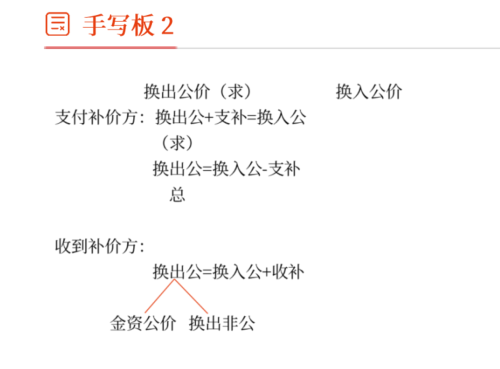 手写板 2
换出公价（求） 换入公价
支付补价方：换出公+支补=换入公
（求）
换出公=换入公-支补
总
收到补价方：
换出公=换入公+收补
金资公价 换出非公